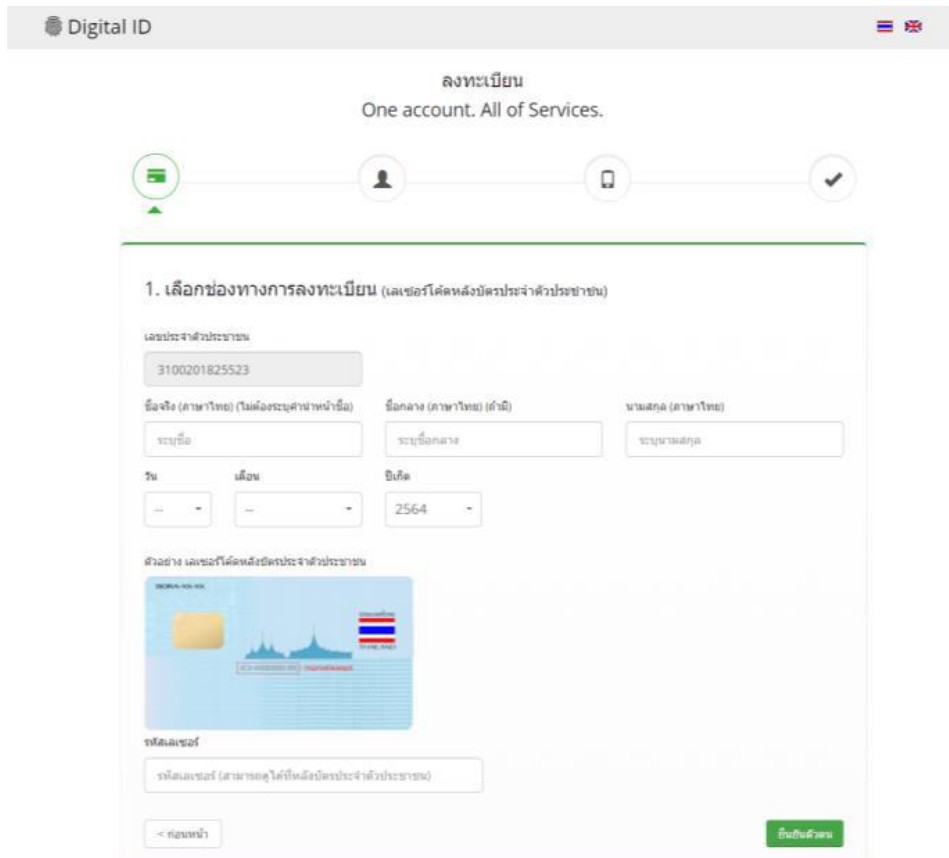 Digital ID
ลงทะเบียน
One account. All of Services.
1. เลือกช่องทางการลงทะเบียน (เลเซอร์โค้ดหลังบัตรประจำตัวประชาชน)
เลขประจำตัวประชาชน
3100201825523
ชื่อจริง (ภาษาไทย) (ไม่ต้องระบุคำนำหน้าชื่อ) ชื่อกลาง (ภาษาไทย) (ถ้ามี) นามสกุล (ภาษาไทย)
ระบุชื่อ ระบุชื่อกลาง ระบุนามสกุล
วัน เดือน ปีเกิด
-- -- 2564
ตัวอย่าง เลเซอร์โค้ดหลังบัตรประจำตัวประชาชน
THAILAND
รหัสเลเซอร์
รหัสเลเซอร์ (สามารถดูได้ที่หลังบัตรประจำตัวประชาชน)
< ก่อนหน้า ยืนยันตัวตน